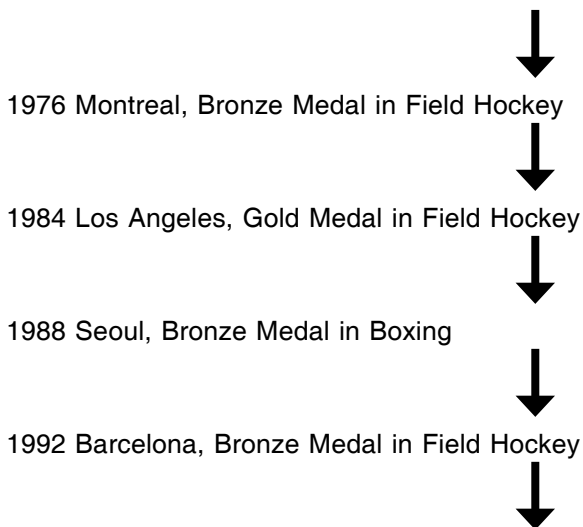 1976 Montreal, Bronze Medal in Field Hockey
1984 Los Angeles, Gold Medal in Field Hockey
1988 Seoul, Bronze Medal in Boxing
1992 Barcelona, Bronze Medal in Field Hockey